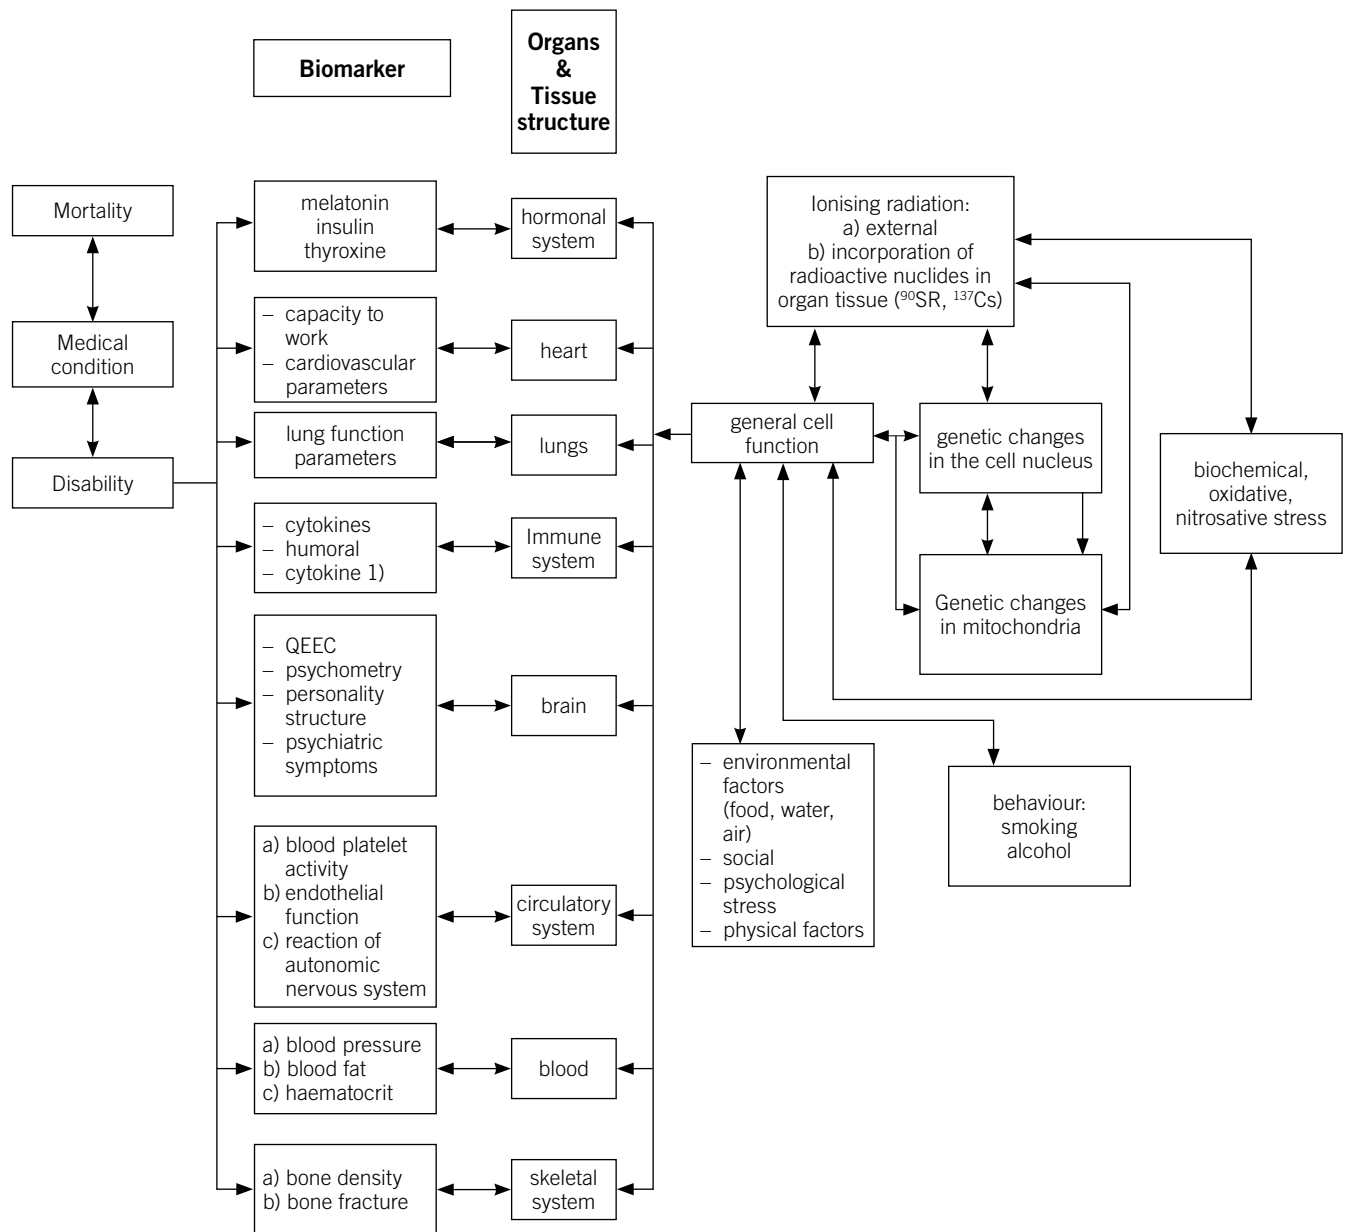 Biomarker
Organs
&
Tissue
structure
Mortality
Medical
condition
Disability
melatonin
insulin
thyroxine
– capacity to
work
– cardiovascular
parameters
lung function
parameters
– cytokines
– humoral
– cytokine 1)
– QEEC
– psychometry
– personality
structure
– psychiatric
symptoms
a) blood platelet
activity
b) endothelial
function
c) reaction of
autonomic
nervous system
a) blood pressure
b) blood fat
c) haematocrit
a) bone density
b) bone fracture
hormonal
system
heart
lungs
Immune
system
brain
circulatory
system
blood
skeletal
system
Ionising radiation:
a) external
b) incorporation of
radioactive nuclides in
organ tissue (⁹⁰SR, ¹³⁷Cs)
general cell
function
genetic changes
in the cell nucleus
Genetic changes
in mitochondria
biochemical,
oxidative,
nitrosative stress
– environmental
factors
(food, water,
air)
– social
– psychological
stress
– physical factors
behaviour:
smoking
alcohol